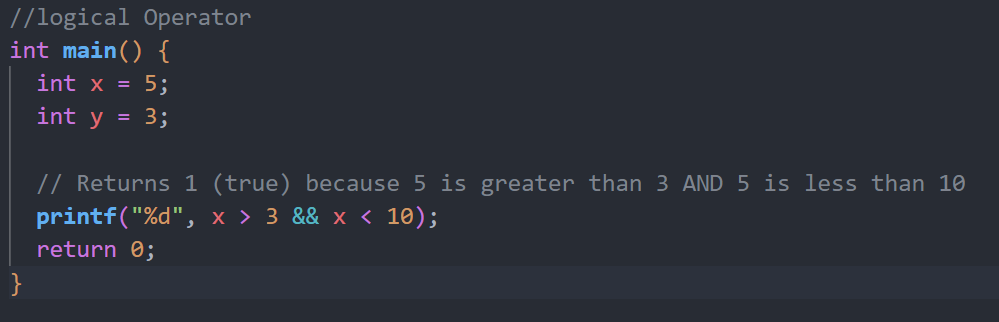 //logical Operator
int main() {
  int x = 5;
  int y = 3;

  // Returns 1 (true) because 5 is greater than 3 AND 5 is less than 10
  printf("%d", x > 3 && x < 10);
  return 0;
}